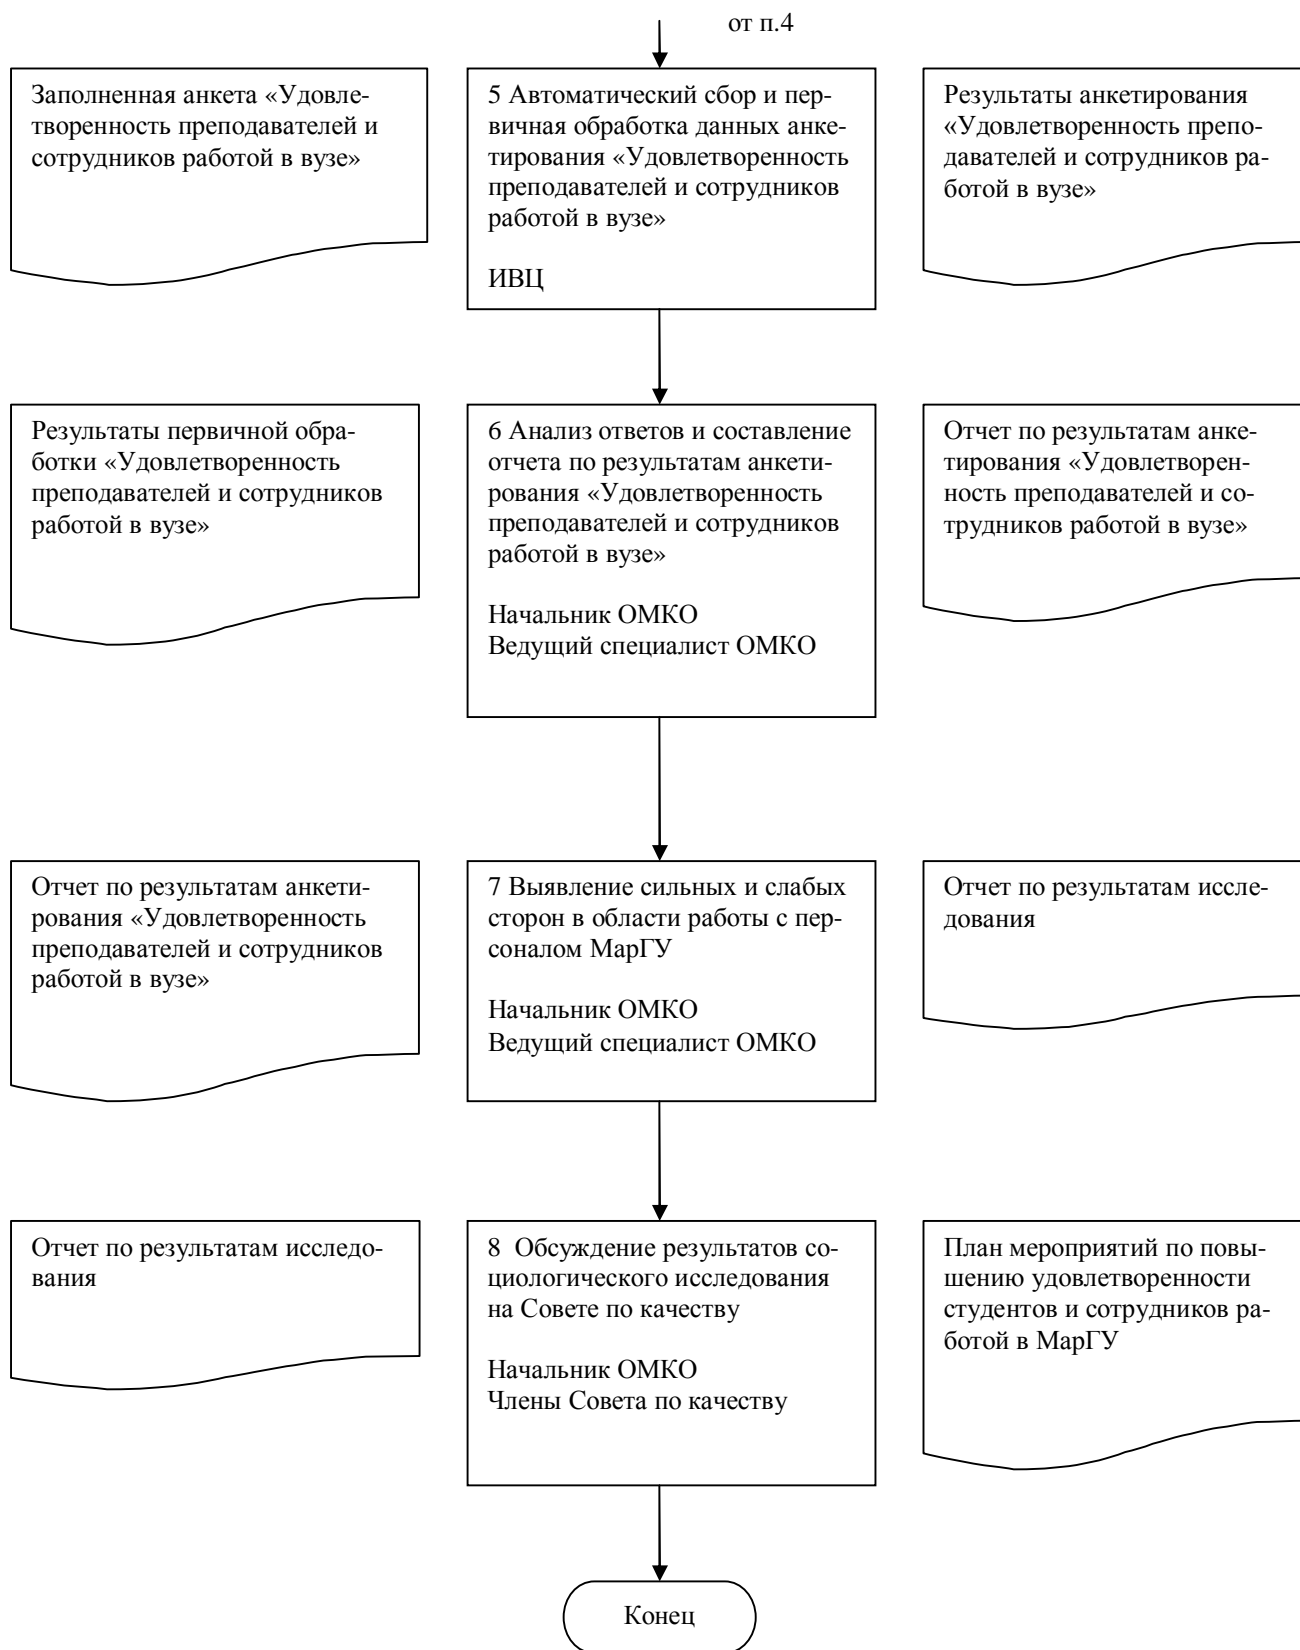 от п.4
Заполненная анкета «Удовле-
творенность преподавателей и
сотрудников работой в вузе»
5 Автоматический сбор и пер-
вичная обработка данных анке-
тирования «Удовлетворенность
преподавателей и сотрудников
работой в вузе»
ИВЦ
Результаты анкетирования
«Удовлетворенность препо-
давателей и сотрудников ра-
ботой в вузе»
Результаты первичной обра-
ботки «Удовлетворенность
преподавателей и сотрудников
работой в вузе»
6 Анализ ответов и составление
отчета по результатам анкети-
рования «Удовлетворенность
преподавателей и сотрудников
работой в вузе»
Начальник ОМКО
Ведущий специалист ОМКО
Отчет по результатам анке-
тирования «Удовлетворен-
ность преподавателей и со-
трудников работой в вузе»
Отчет по результатам анкети-
рования «Удовлетворенность
преподавателей и сотрудников
работой в вузе»
7 Выявление сильных и слабых
сторон в области работы с пер-
соналом МарГУ
Начальник ОМКО
Ведущий специалист ОМКО
Отчет по результатам иссле-
дования
Отчет по результатам исследо-
вания
8  Обсуждение результатов со-
циологического исследования
на Совете по качеству
Начальник ОМКО
Члены Совета по качеству
План мероприятий по повы-
шению удовлетворенности
студентов и сотрудников ра-
ботой в МарГУ
Конец